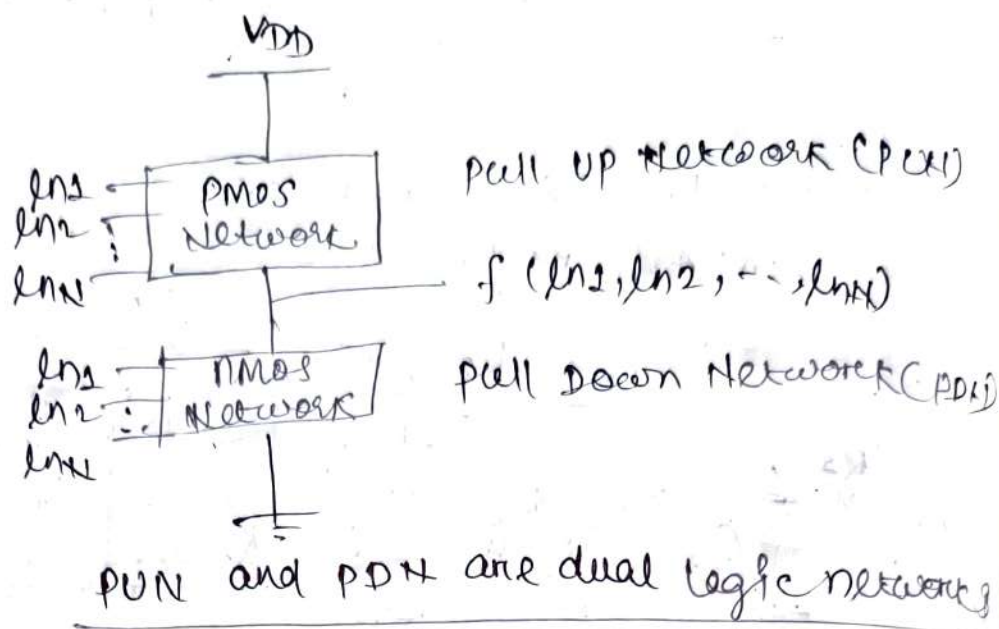 VDD
In1
In2
InN
PMOS
Network
Pull Up Network (PUN)
f (In1, In2, --, InN)
In1
In2
InN
NMOS
Network
Pull Down Network (PDN)
PUN and PDN are dual logic networks